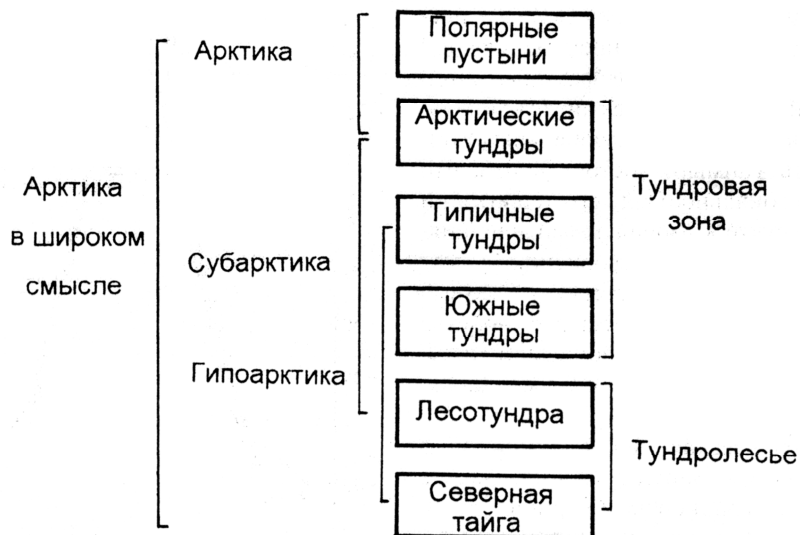 Арктика
в широком
смысле
Арктика
Субарктика
Гипоарктика
Полярные
пустыни
Арктические
тундры
Типичные
тундры
Южные
тундры
Лесотундра
Северная
тайга
Тундровая
зона
Тундролесье